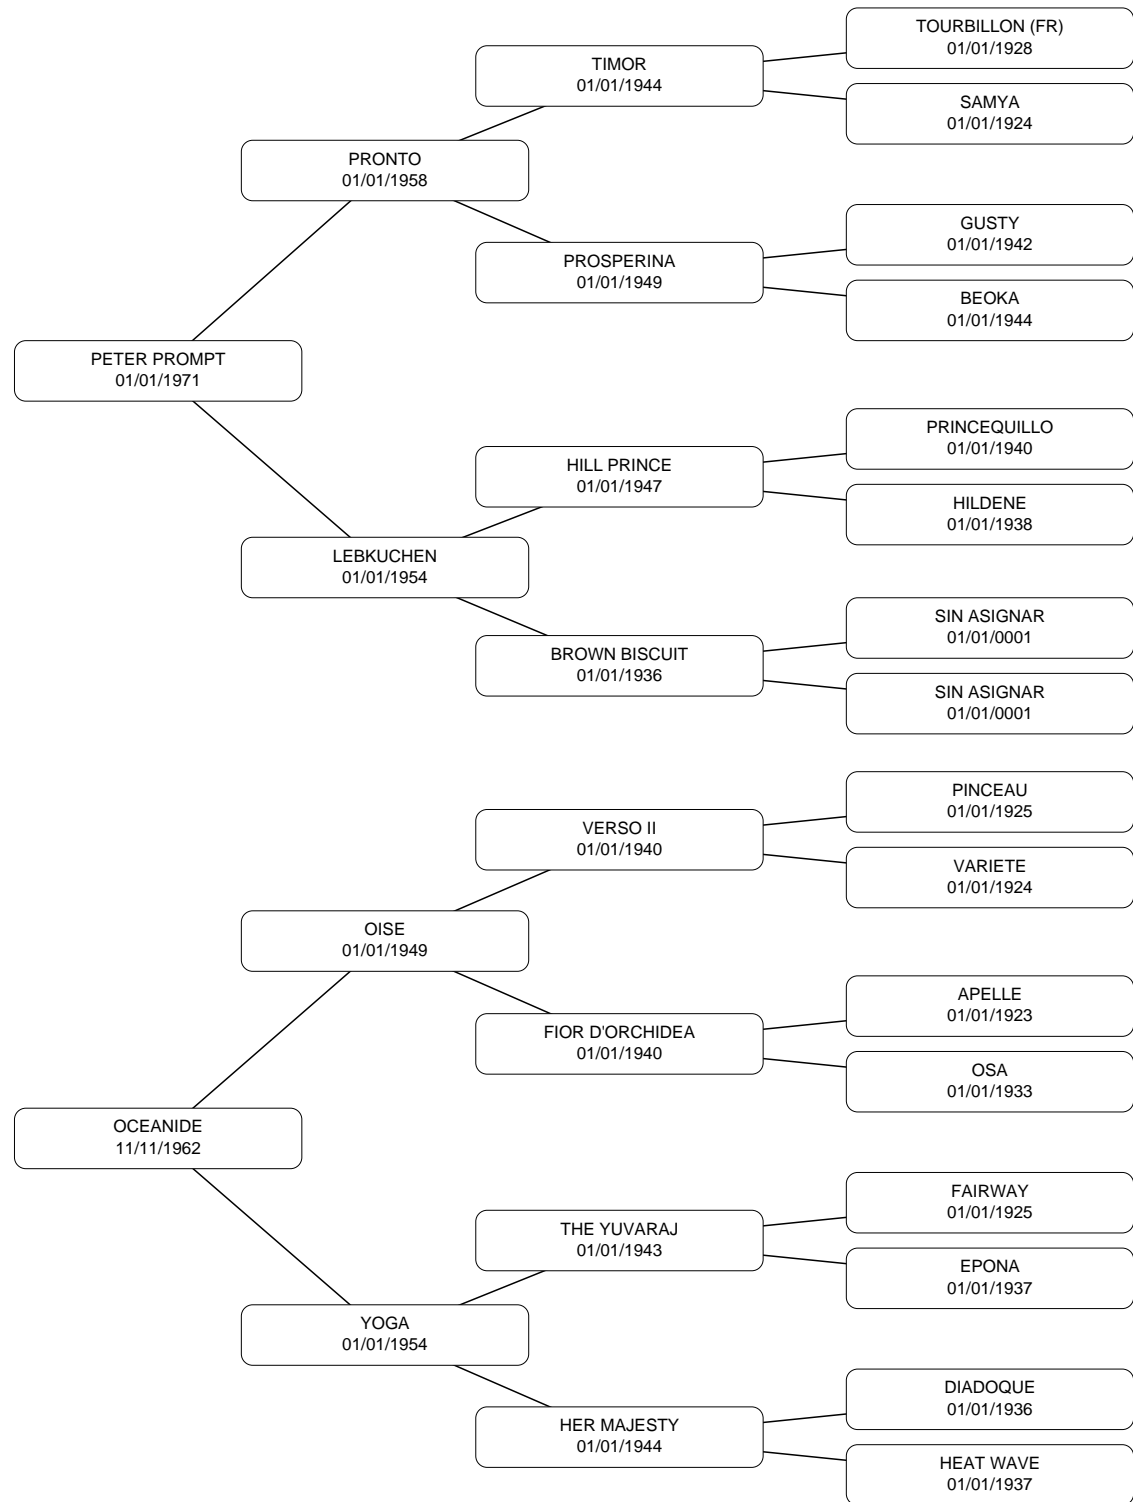 TOURBILLON (FR)
01/01/1928
TIMOR
01/01/1944
SAMYA
01/01/1924
PRONTO
01/01/1958
GUSTY
01/01/1942
PROSPERINA
01/01/1949
BEOKA
01/01/1944
PETER PROMPT
01/01/1971
PRINCEQUILLO
01/01/1940
HILL PRINCE
01/01/1947
HILDENE
01/01/1938
LEBKUCHEN
01/01/1954
SIN ASIGNAR
01/01/0001
BROWN BISCUIT
01/01/1936
SIN ASIGNAR
01/01/0001
PINCEAU
01/01/1925
VERSO II
01/01/1940
VARIETE
01/01/1924
OISE
01/01/1949
APELLE
01/01/1923
FIOR D'ORCHIDEA
01/01/1940
OSA
01/01/1933
OCEANIDE
11/11/1962
FAIRWAY
01/01/1925
THE YUVARAJ
01/01/1943
EPONA
01/01/1937
YOGA
01/01/1954
DIADOQUE
01/01/1936
HER MAJESTY
01/01/1944
HEAT WAVE
01/01/1937